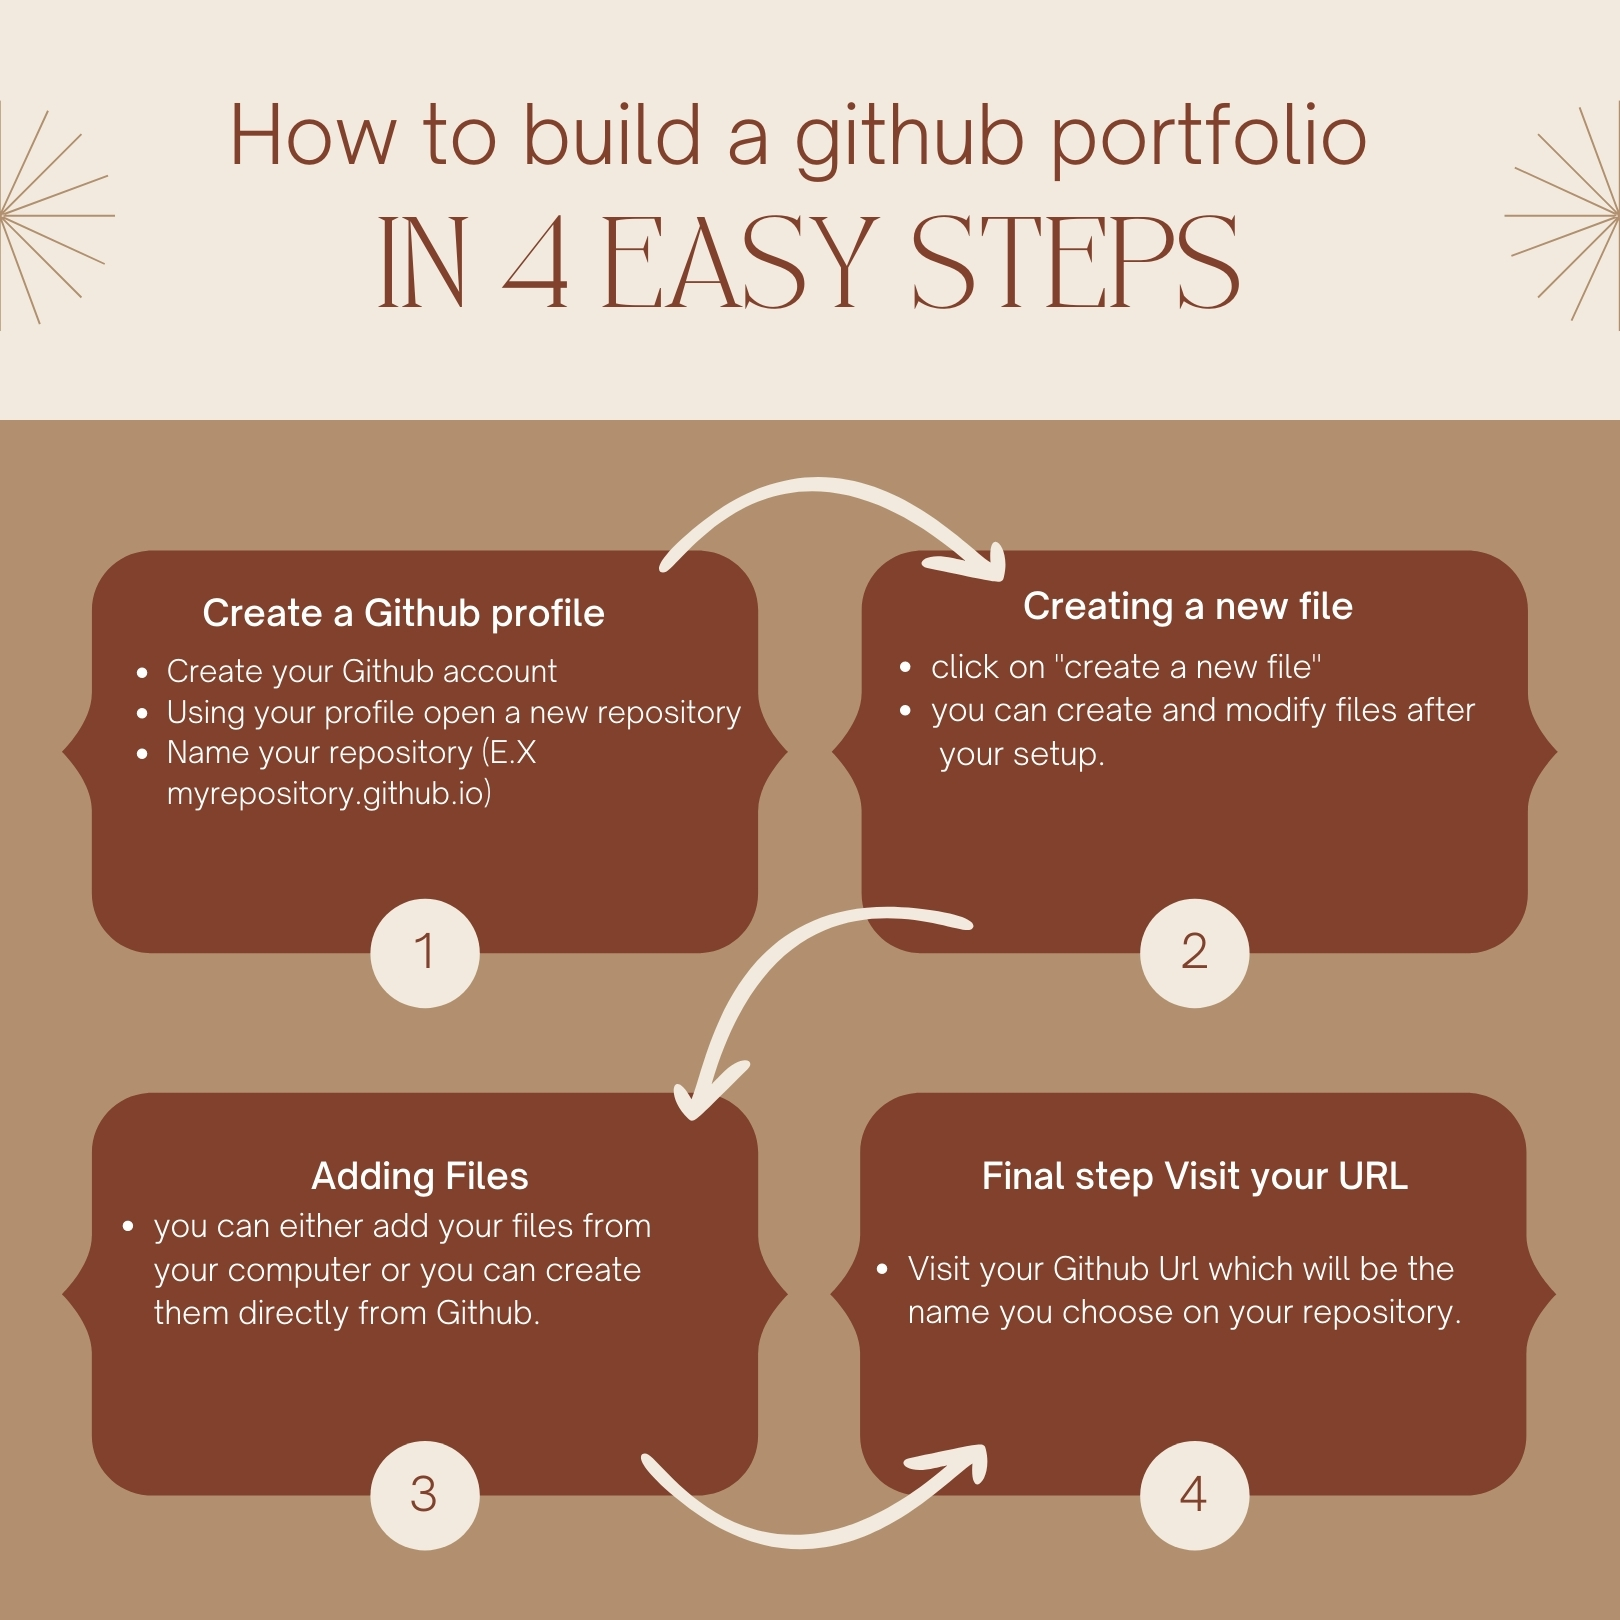 How to build a github portfolio
IN 4 EASY STEPS
Create a Github profile
• Create your Github account
• Using your profile open a new repository
• Name your repository (E.X
myrepository.github.io)
1
Creating a new file
• click on "create a new file"
• you can create and modify files after
your setup.
2
Adding Files
• you can either add your files from
your computer or you can create
them directly from Github.
3
Final step Visit your URL
• Visit your Github Url which will be the
name you choose on your repository.
4